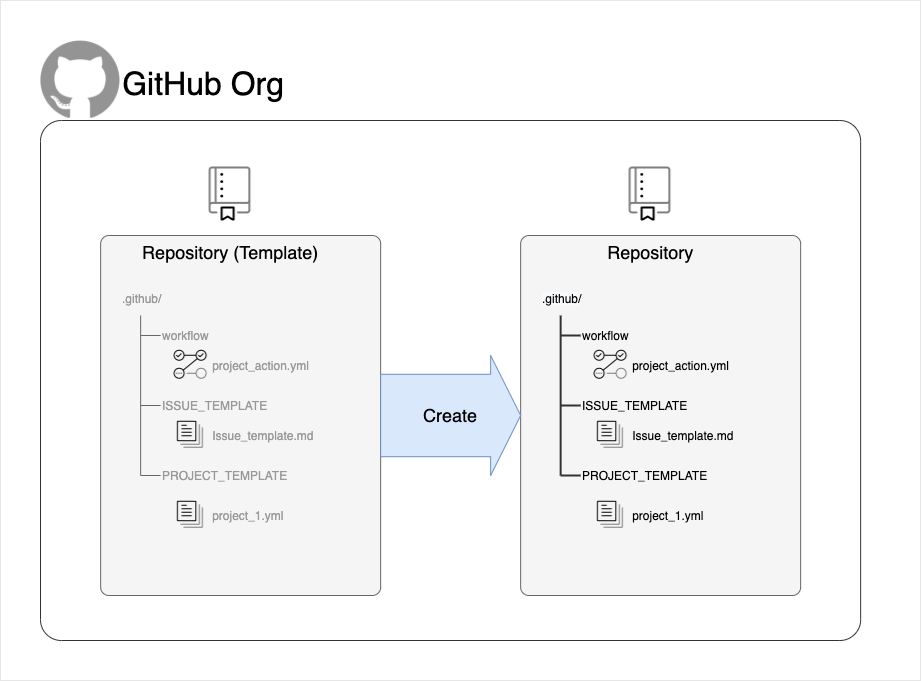 GitHub Org
Repository (Template)
.github/
workflow
project_action.yml
ISSUE_TEMPLATE
Issue_template.md
PROJECT_TEMPLATE
project_1.yml
Create
Repository
.github/
workflow
project_action.yml
ISSUE_TEMPLATE
Issue_template.md
PROJECT_TEMPLATE
project_1.yml